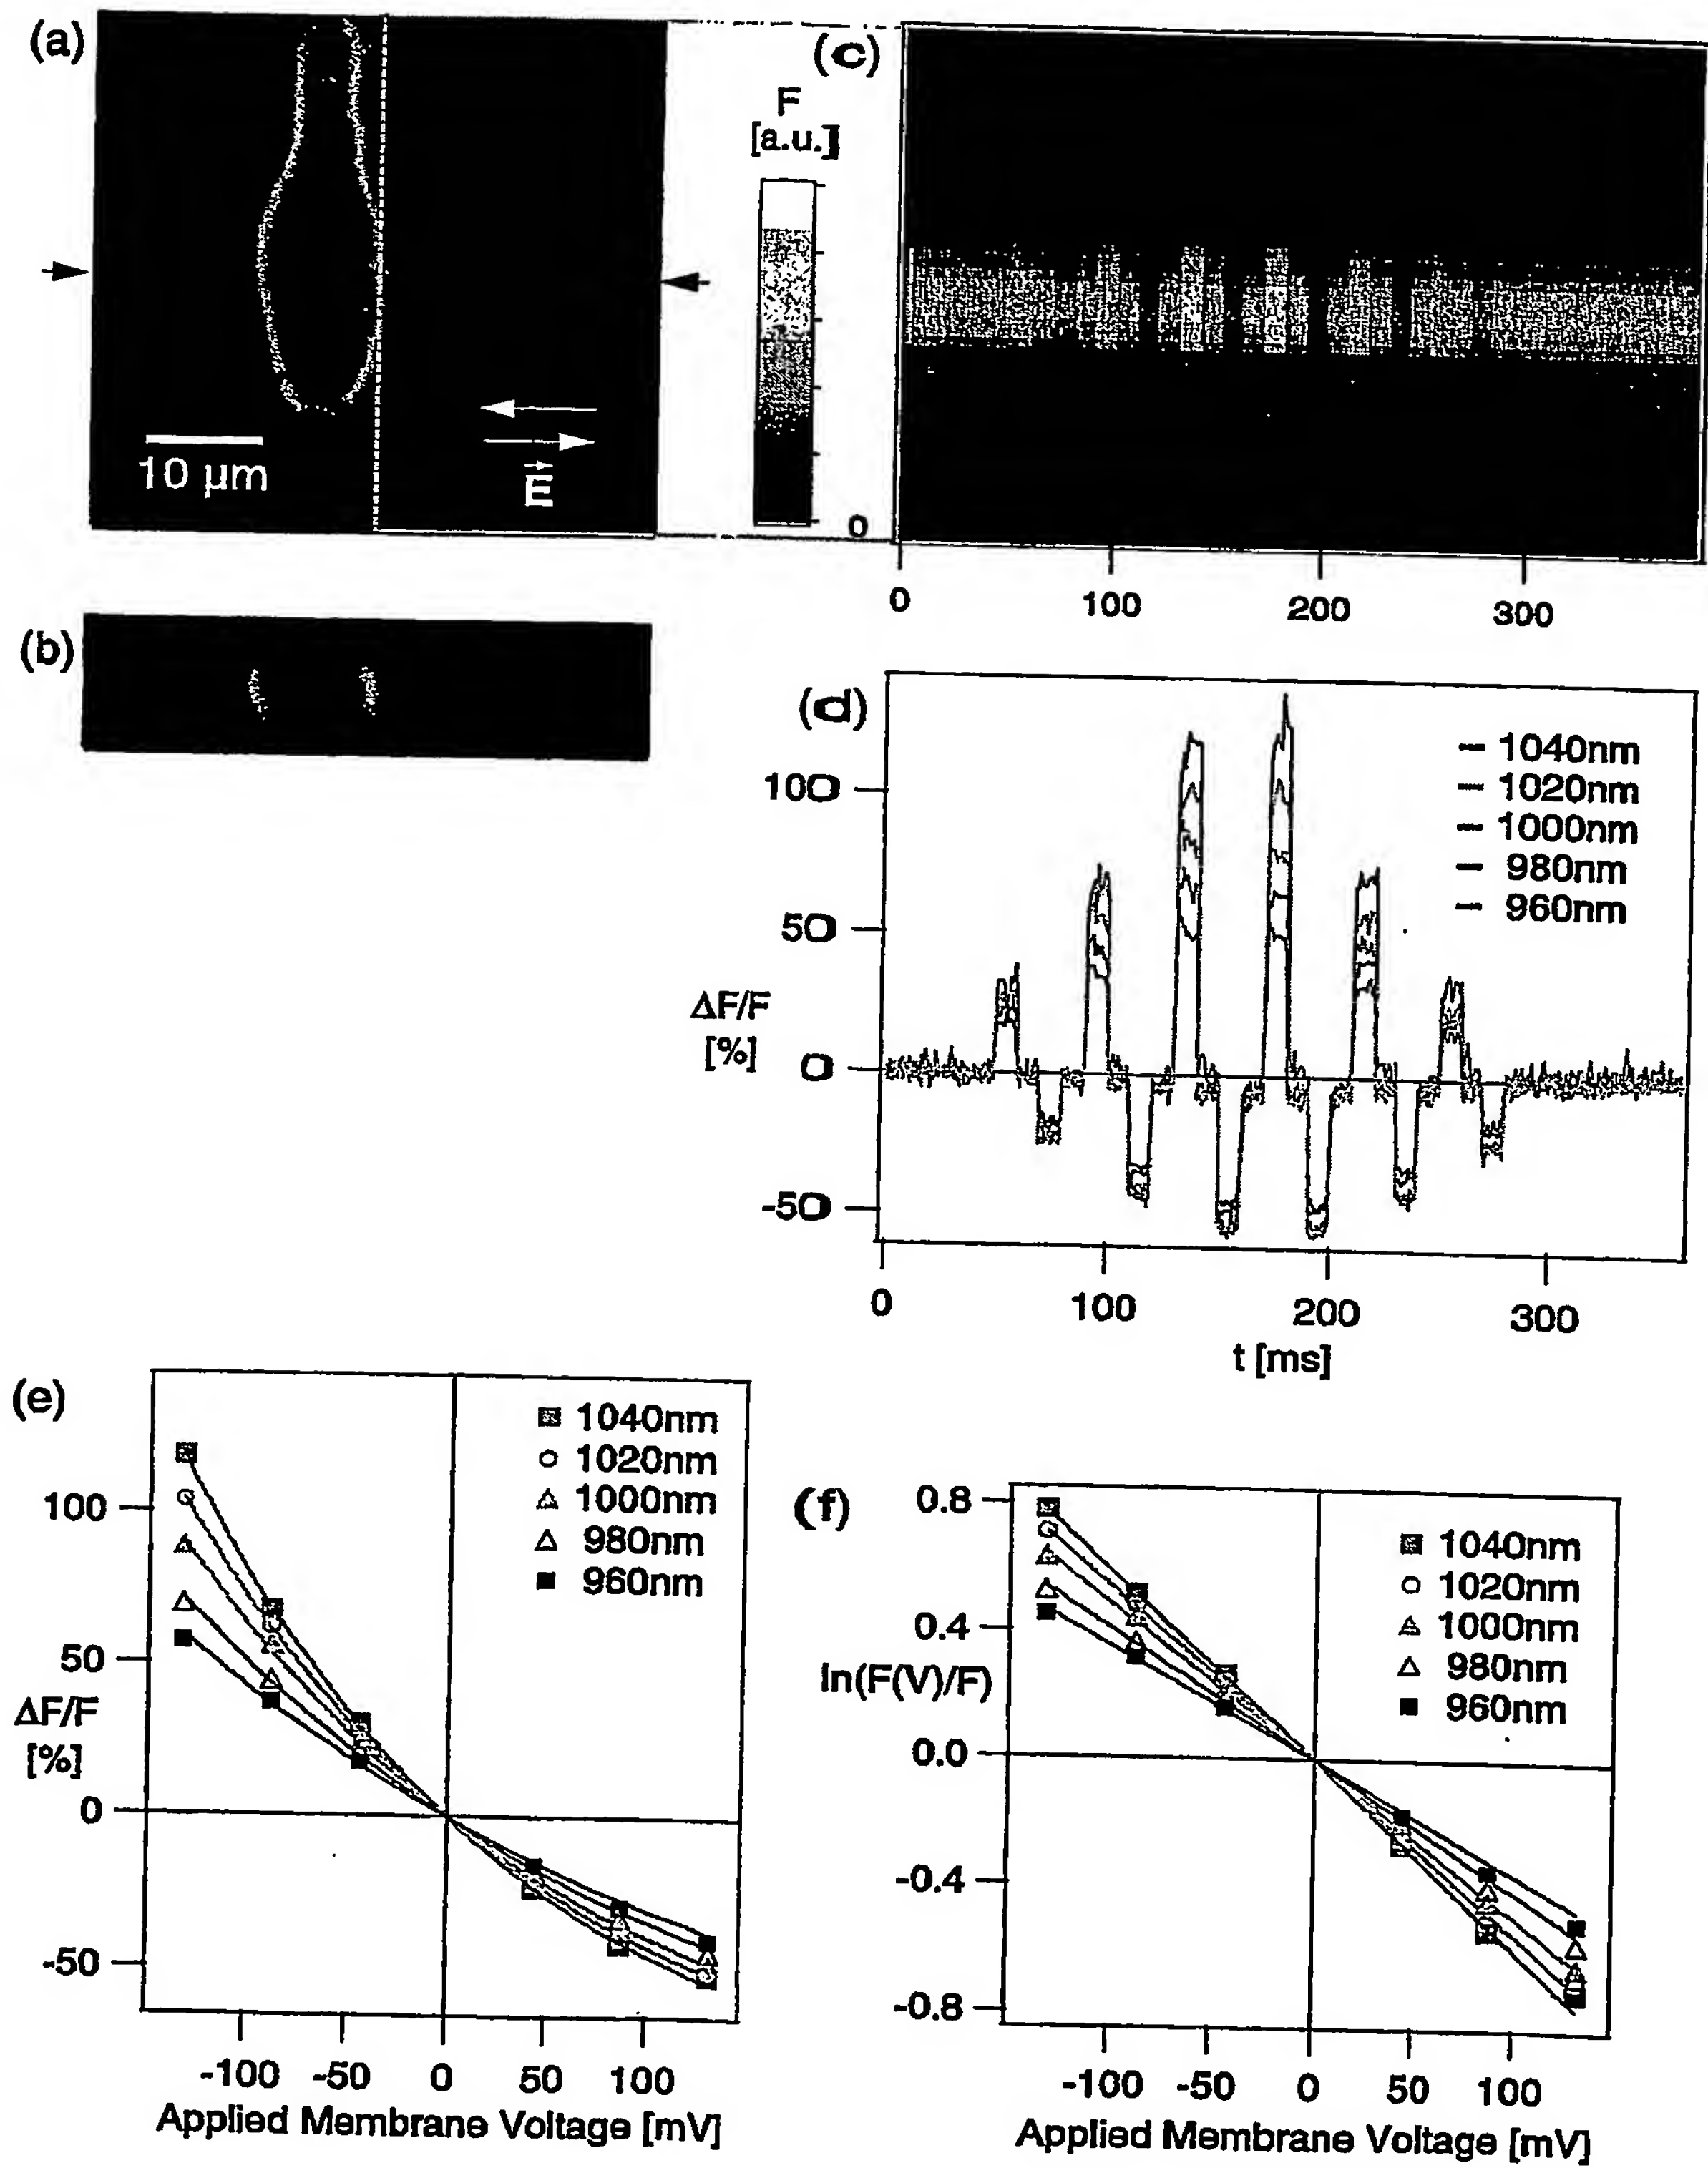 (a)
10 µm
E
F
[a.u.]
0
(b)
(c)
0 100 200 300
(d)
1040nm
1020nm
1000nm
980nm
960nm
100
50
0
-50
ΔF/F
[%]
0 100 200 300
t [ms]
(e)
1040nm
1020nm
1000nm
980nm
960nm
100
50
0
-50
ΔF/F
[%]
-100 -50 0 50 100
Applied Membrane Voltage [mV]
(f)
1040nm
1020nm
1000nm
980nm
960nm
0.8
0.4
0.0
-0.4
-0.8
ln(F(V)/F)
-100 -50 0 50 100
Applied Membrane Voltage [mV]